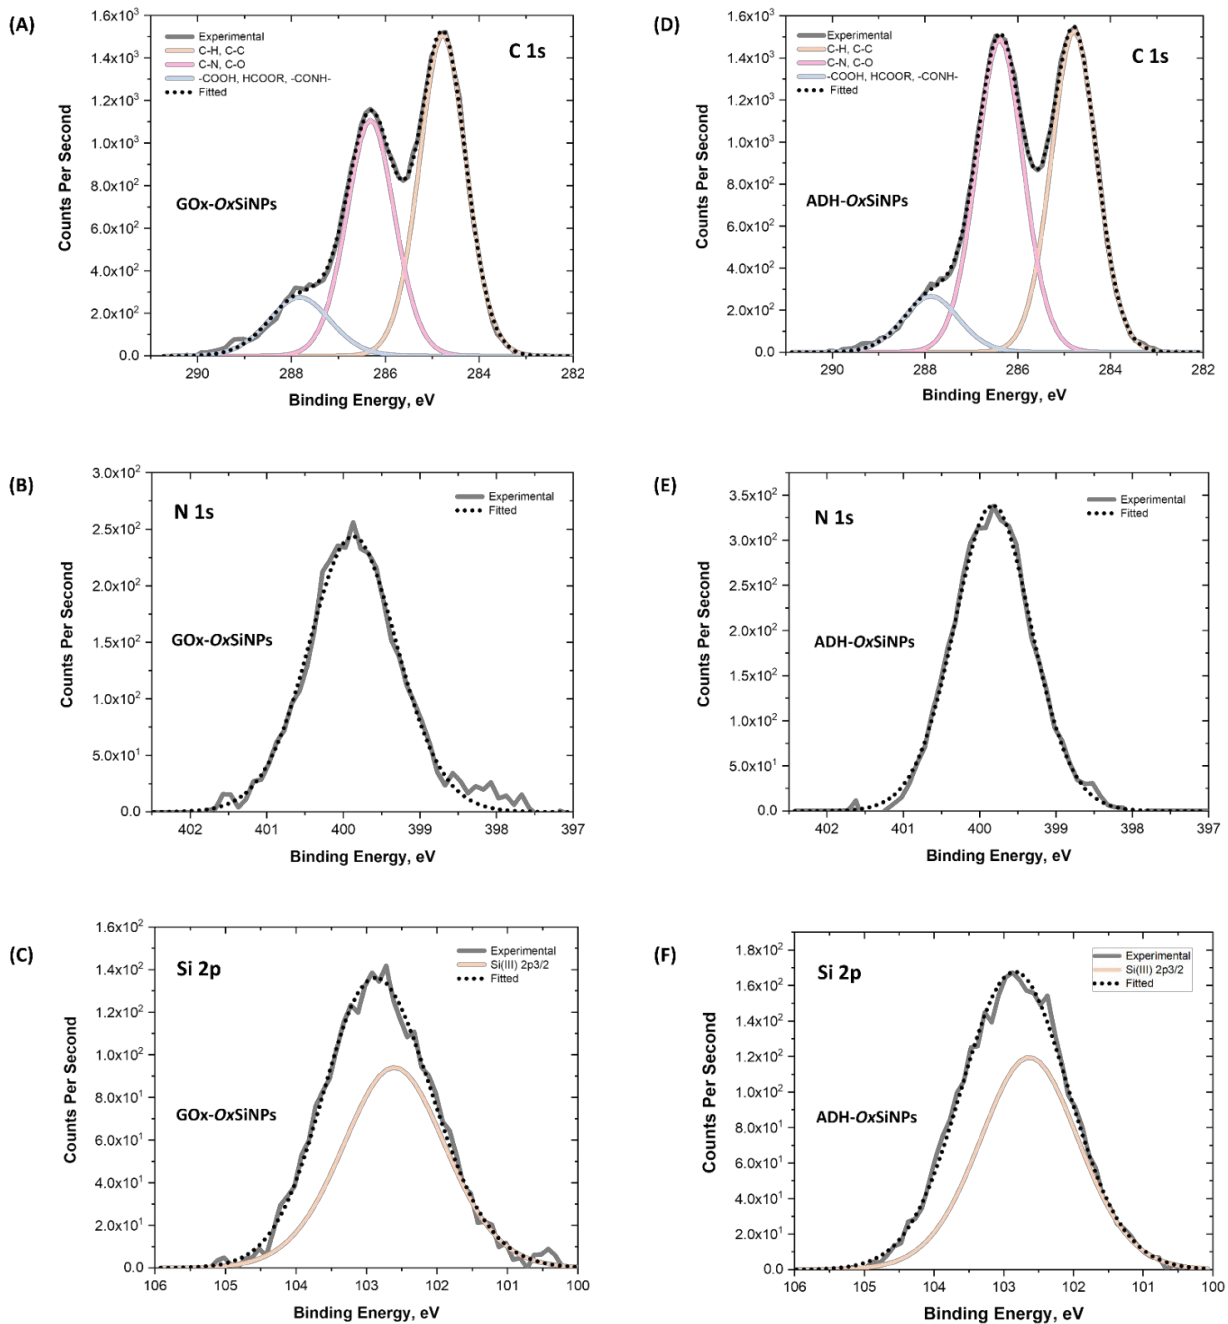 (A)
1.6x10³
1.4x10³
1.2x10³
1.0x10³
8.0x10²
6.0x10²
4.0x10²
2.0x10²
0.0
Counts Per Second
Experimental
C-H, C-C
C-N, C-O
-COOH, HCOOR, -CONH-
Fitted
C 1s
GOx-OxSiNPs
290 288 286 284 282
Binding Energy, eV
(D)
1.6x10³
1.4x10³
1.2x10³
1.0x10³
8.0x10²
6.0x10²
4.0x10²
2.0x10²
0.0
Counts Per Second
Experimental
C-H, C-C
C-N, C-O
-COOH, HCOOR, -CONH-
Fitted
C 1s
ADH-OxSiNPs
290 288 286 284 282
Binding Energy, eV
(B)
3.0x10²
2.5x10²
2.0x10²
1.5x10²
1.0x10²
5.0x10¹
0.0
Counts Per Second
N 1s
Experimental
Fitted
GOx-OxSiNPs
402 401 400 399 398 397
Binding Energy, eV
(E)
3.5x10²
3.0x10²
2.5x10²
2.0x10²
1.5x10²
1.0x10²
5.0x10¹
0.0
Counts Per Second
N 1s
Experimental
Fitted
ADH-OxSiNPs
402 401 400 399 398 397
Binding Energy, eV
(C)
1.6x10²
1.4x10²
1.2x10²
1.0x10²
8.0x10¹
6.0x10¹
4.0x10¹
2.0x10¹
0.0
Counts Per Second
Si 2p
Experimental
Si(III) 2p3/2
Fitted
GOx-OxSiNPs
106 105 104 103 102 101 100
Binding Energy, eV
(F)
1.8x10²
1.6x10²
1.4x10²
1.2x10²
1.0x10²
8.0x10¹
6.0x10¹
4.0x10¹
2.0x10¹
0.0
Counts Per Second
Si 2p
Experimental
Si(III) 2p3/2
Fitted
ADH-OxSiNPs
106 105 104 103 102 101 100
Binding Energy, eV